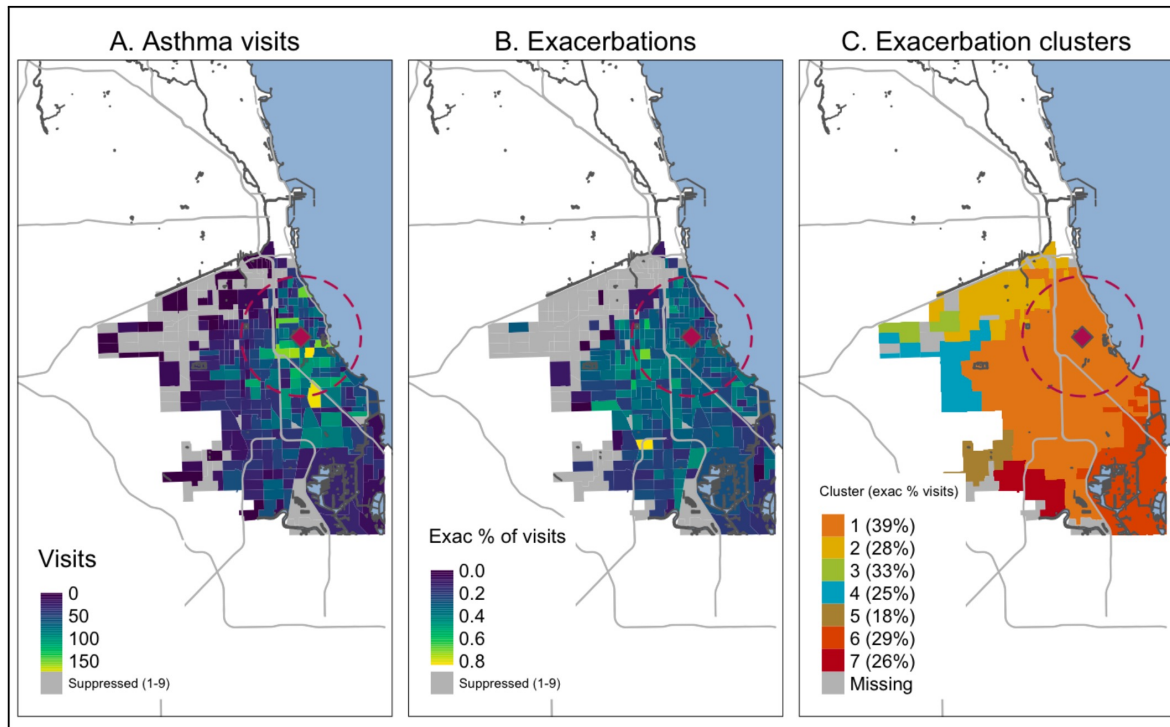 A. Asthma visits
B. Exacerbations
C. Exacerbation clusters
Visits
0
50
100
150
Suppressed (1-9)
Exac % of visits
0.0
0.2
0.4
0.6
0.8
Suppressed (1-9)
Cluster (exac % visits)
1 (39%)
2 (28%)
3 (33%)
4 (25%)
5 (18%)
6 (29%)
7 (26%)
Missing